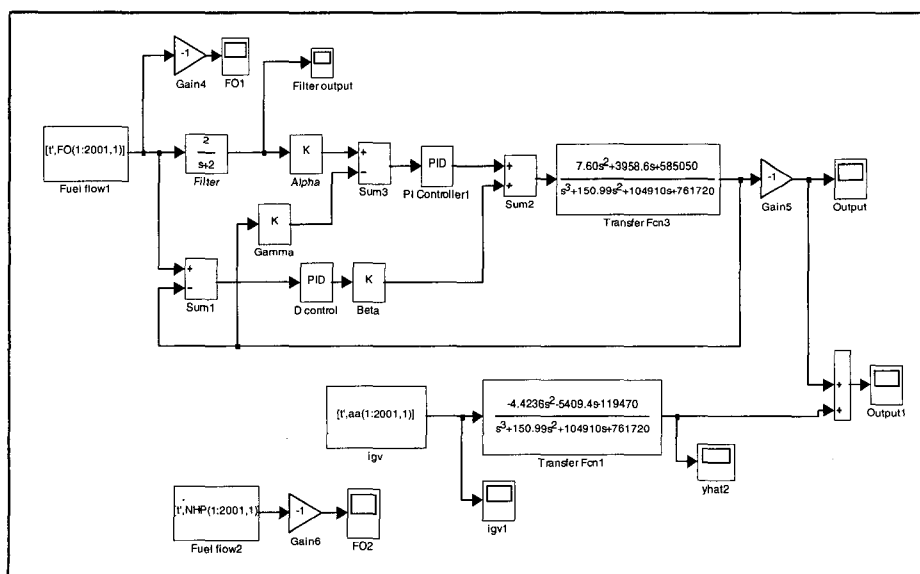 -1
Gain4
FO1
Filter output
[t',FO(1:2001,1)]
Fuel flow1
2
s+2
Filter
K
Alpha
+
−
Sum3
PID
PI Controller1
+
+
Sum2
7.60s²+3958.6s+585050
s³+150.99s²+104910s+761720
Transfer Fcn3
-1
Gain5
Output
K
Gamma
+
−
Sum1
PID
D control
K
Beta
[t',aa(1:2001,1)]
igv
-4.4236s²-5409.4s-119470
s³+150.99s²+104910s+761720
Transfer Fcn1
+
+
Output1
yhat2
igv1
[t',NHP(1:2001,1)]
Fuel flow2
-1
Gain6
FO2